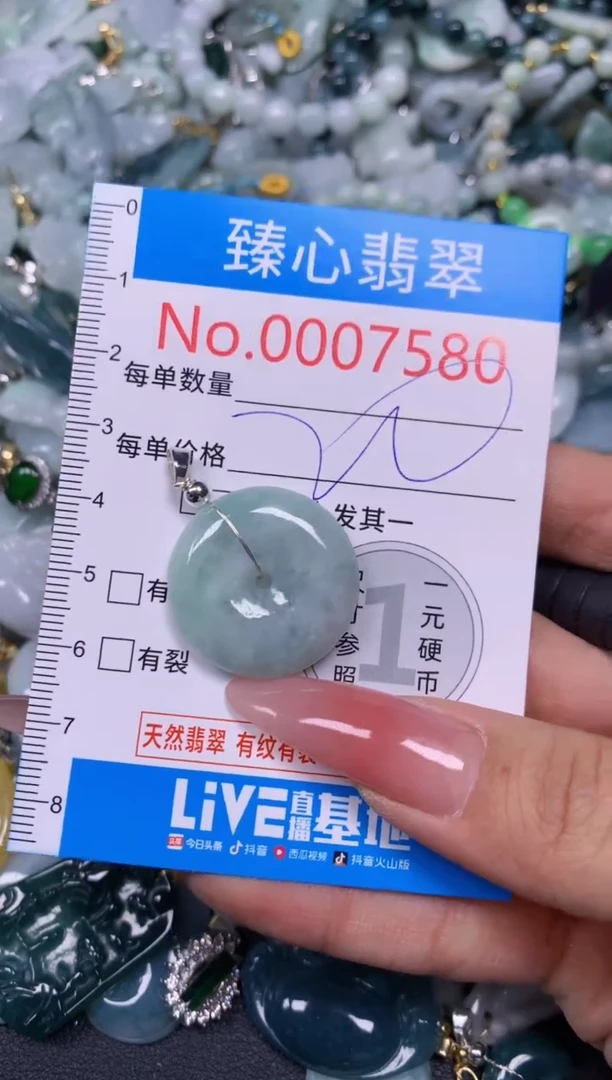 0
臻心翡翠
1
No.0007580
2
每单数量
3
每单价格
4
发其一
5
有
一元硬币
1
参照
6
有裂
7
天然翡翠 有纹有裂
8
LiVE直播基地
头条 今日头条 抖音 西瓜视频 抖音火山版